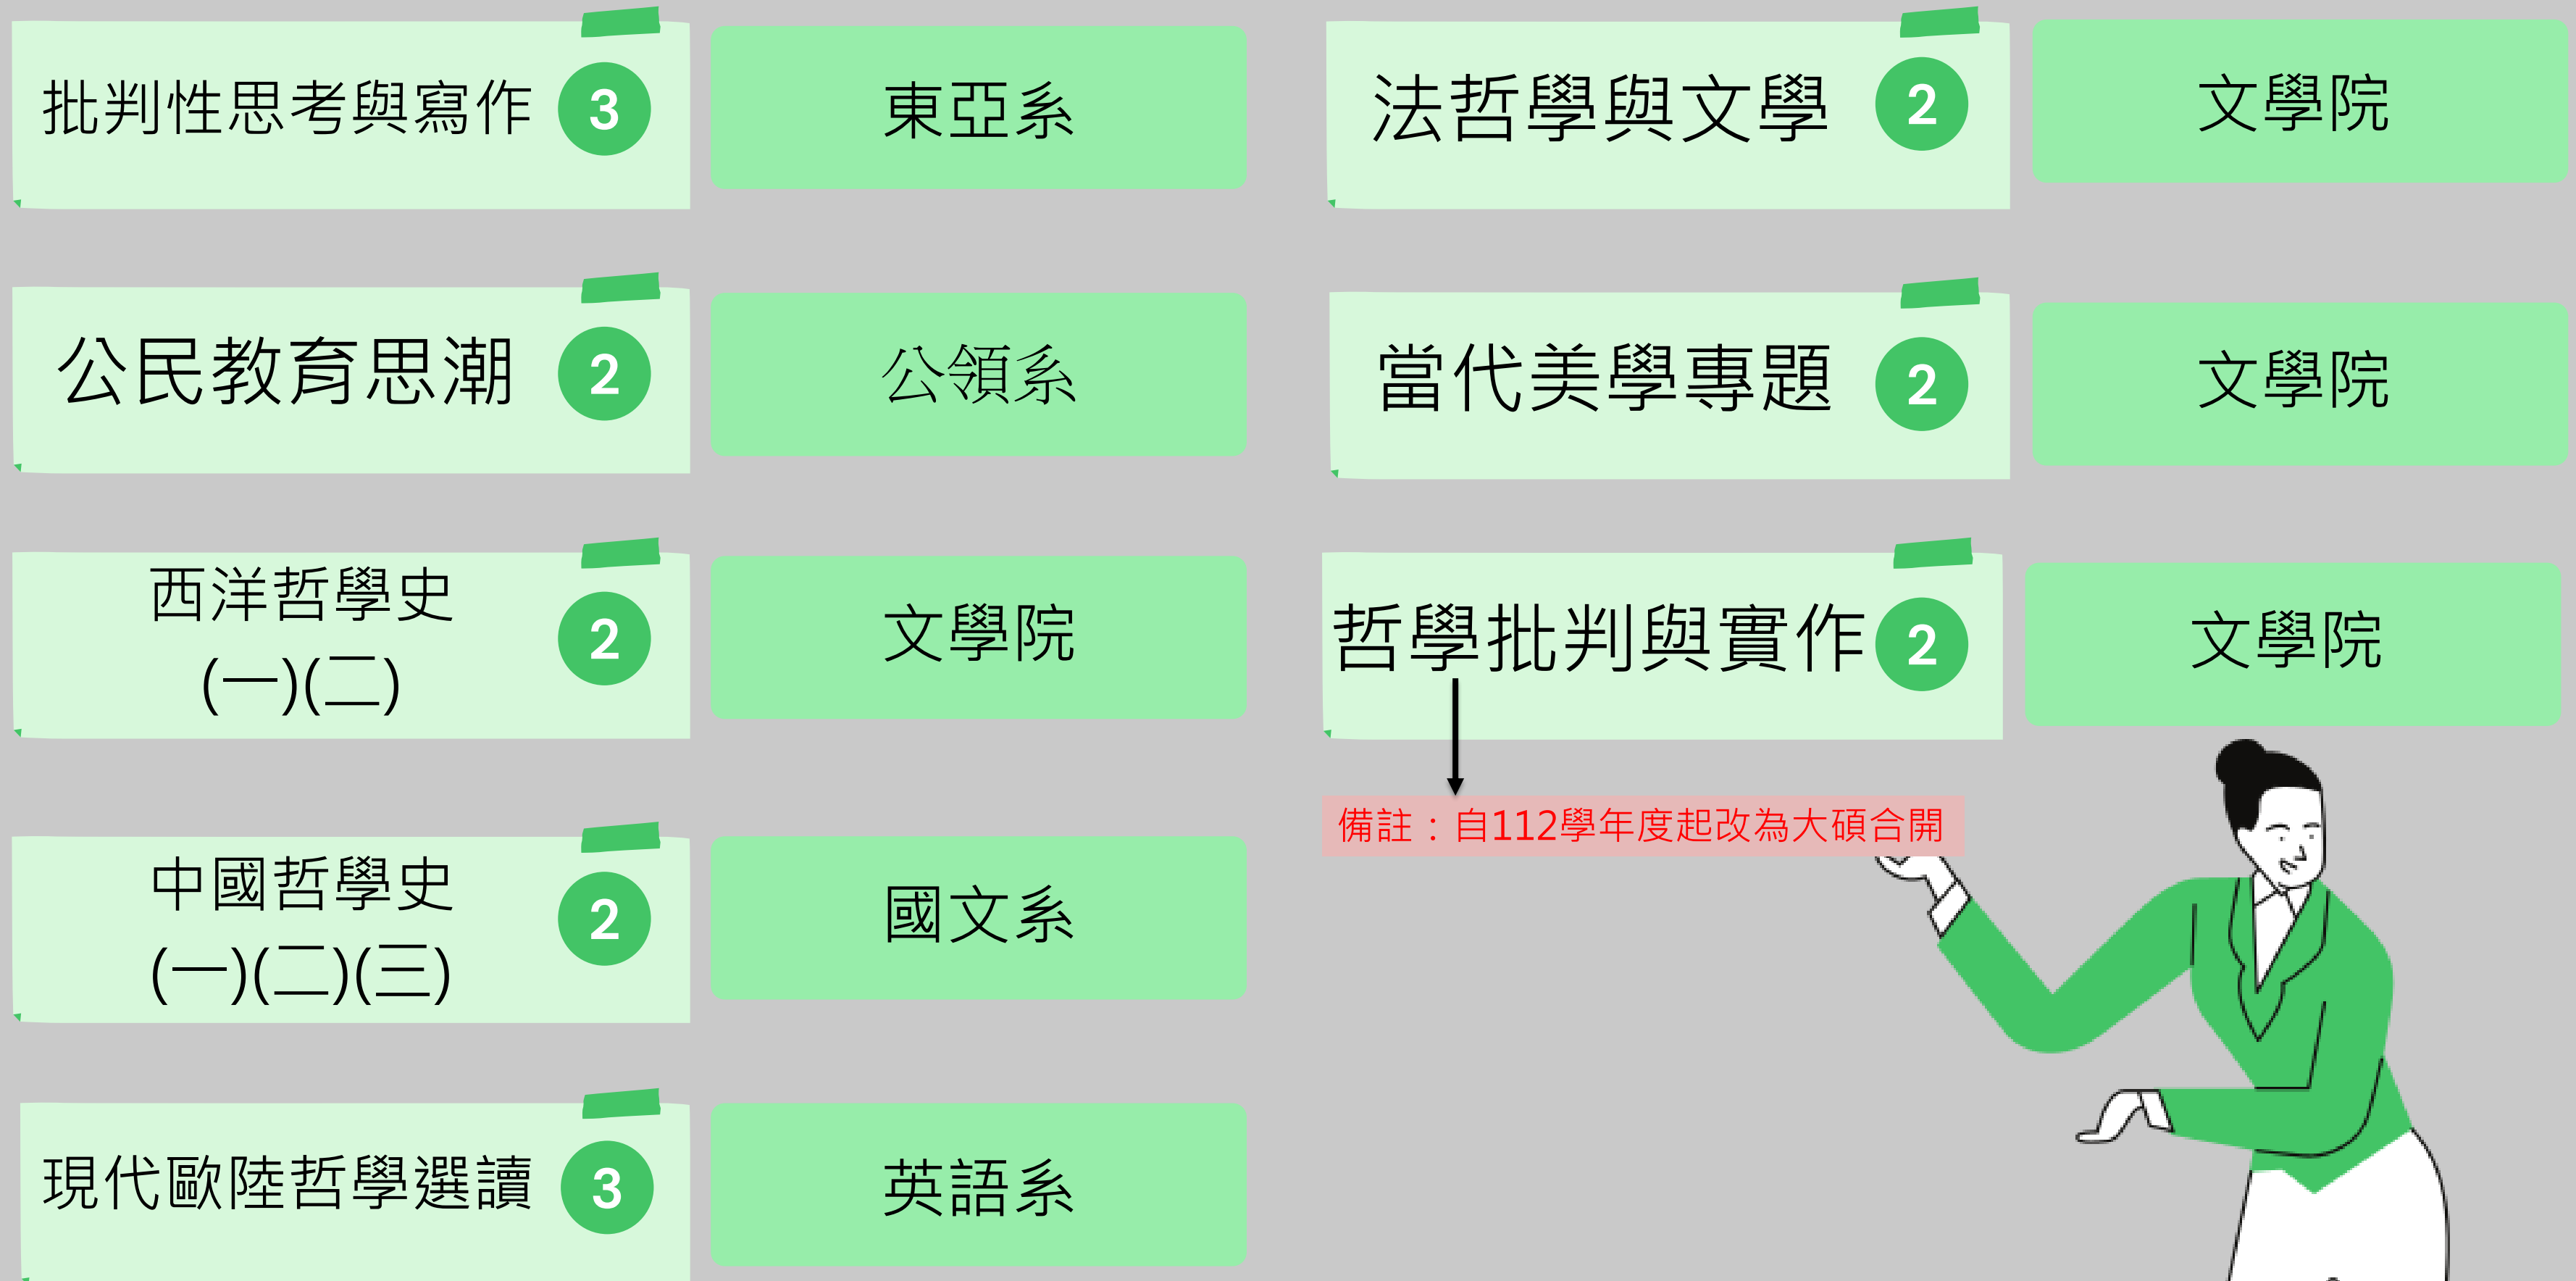 批判性思考與寫作
3
東亞系
公民教育思潮
2
公領系
西洋哲學史
(一)(二)
2
文學院
中國哲學史
(一)(二)(三)
2
國文系
現代歐陸哲學選讀
3
英語系
法哲學與文學
2
文學院
當代美學專題
2
文學院
哲學批判與實作
2
文學院
備註：自112學年度起改為大碩合開